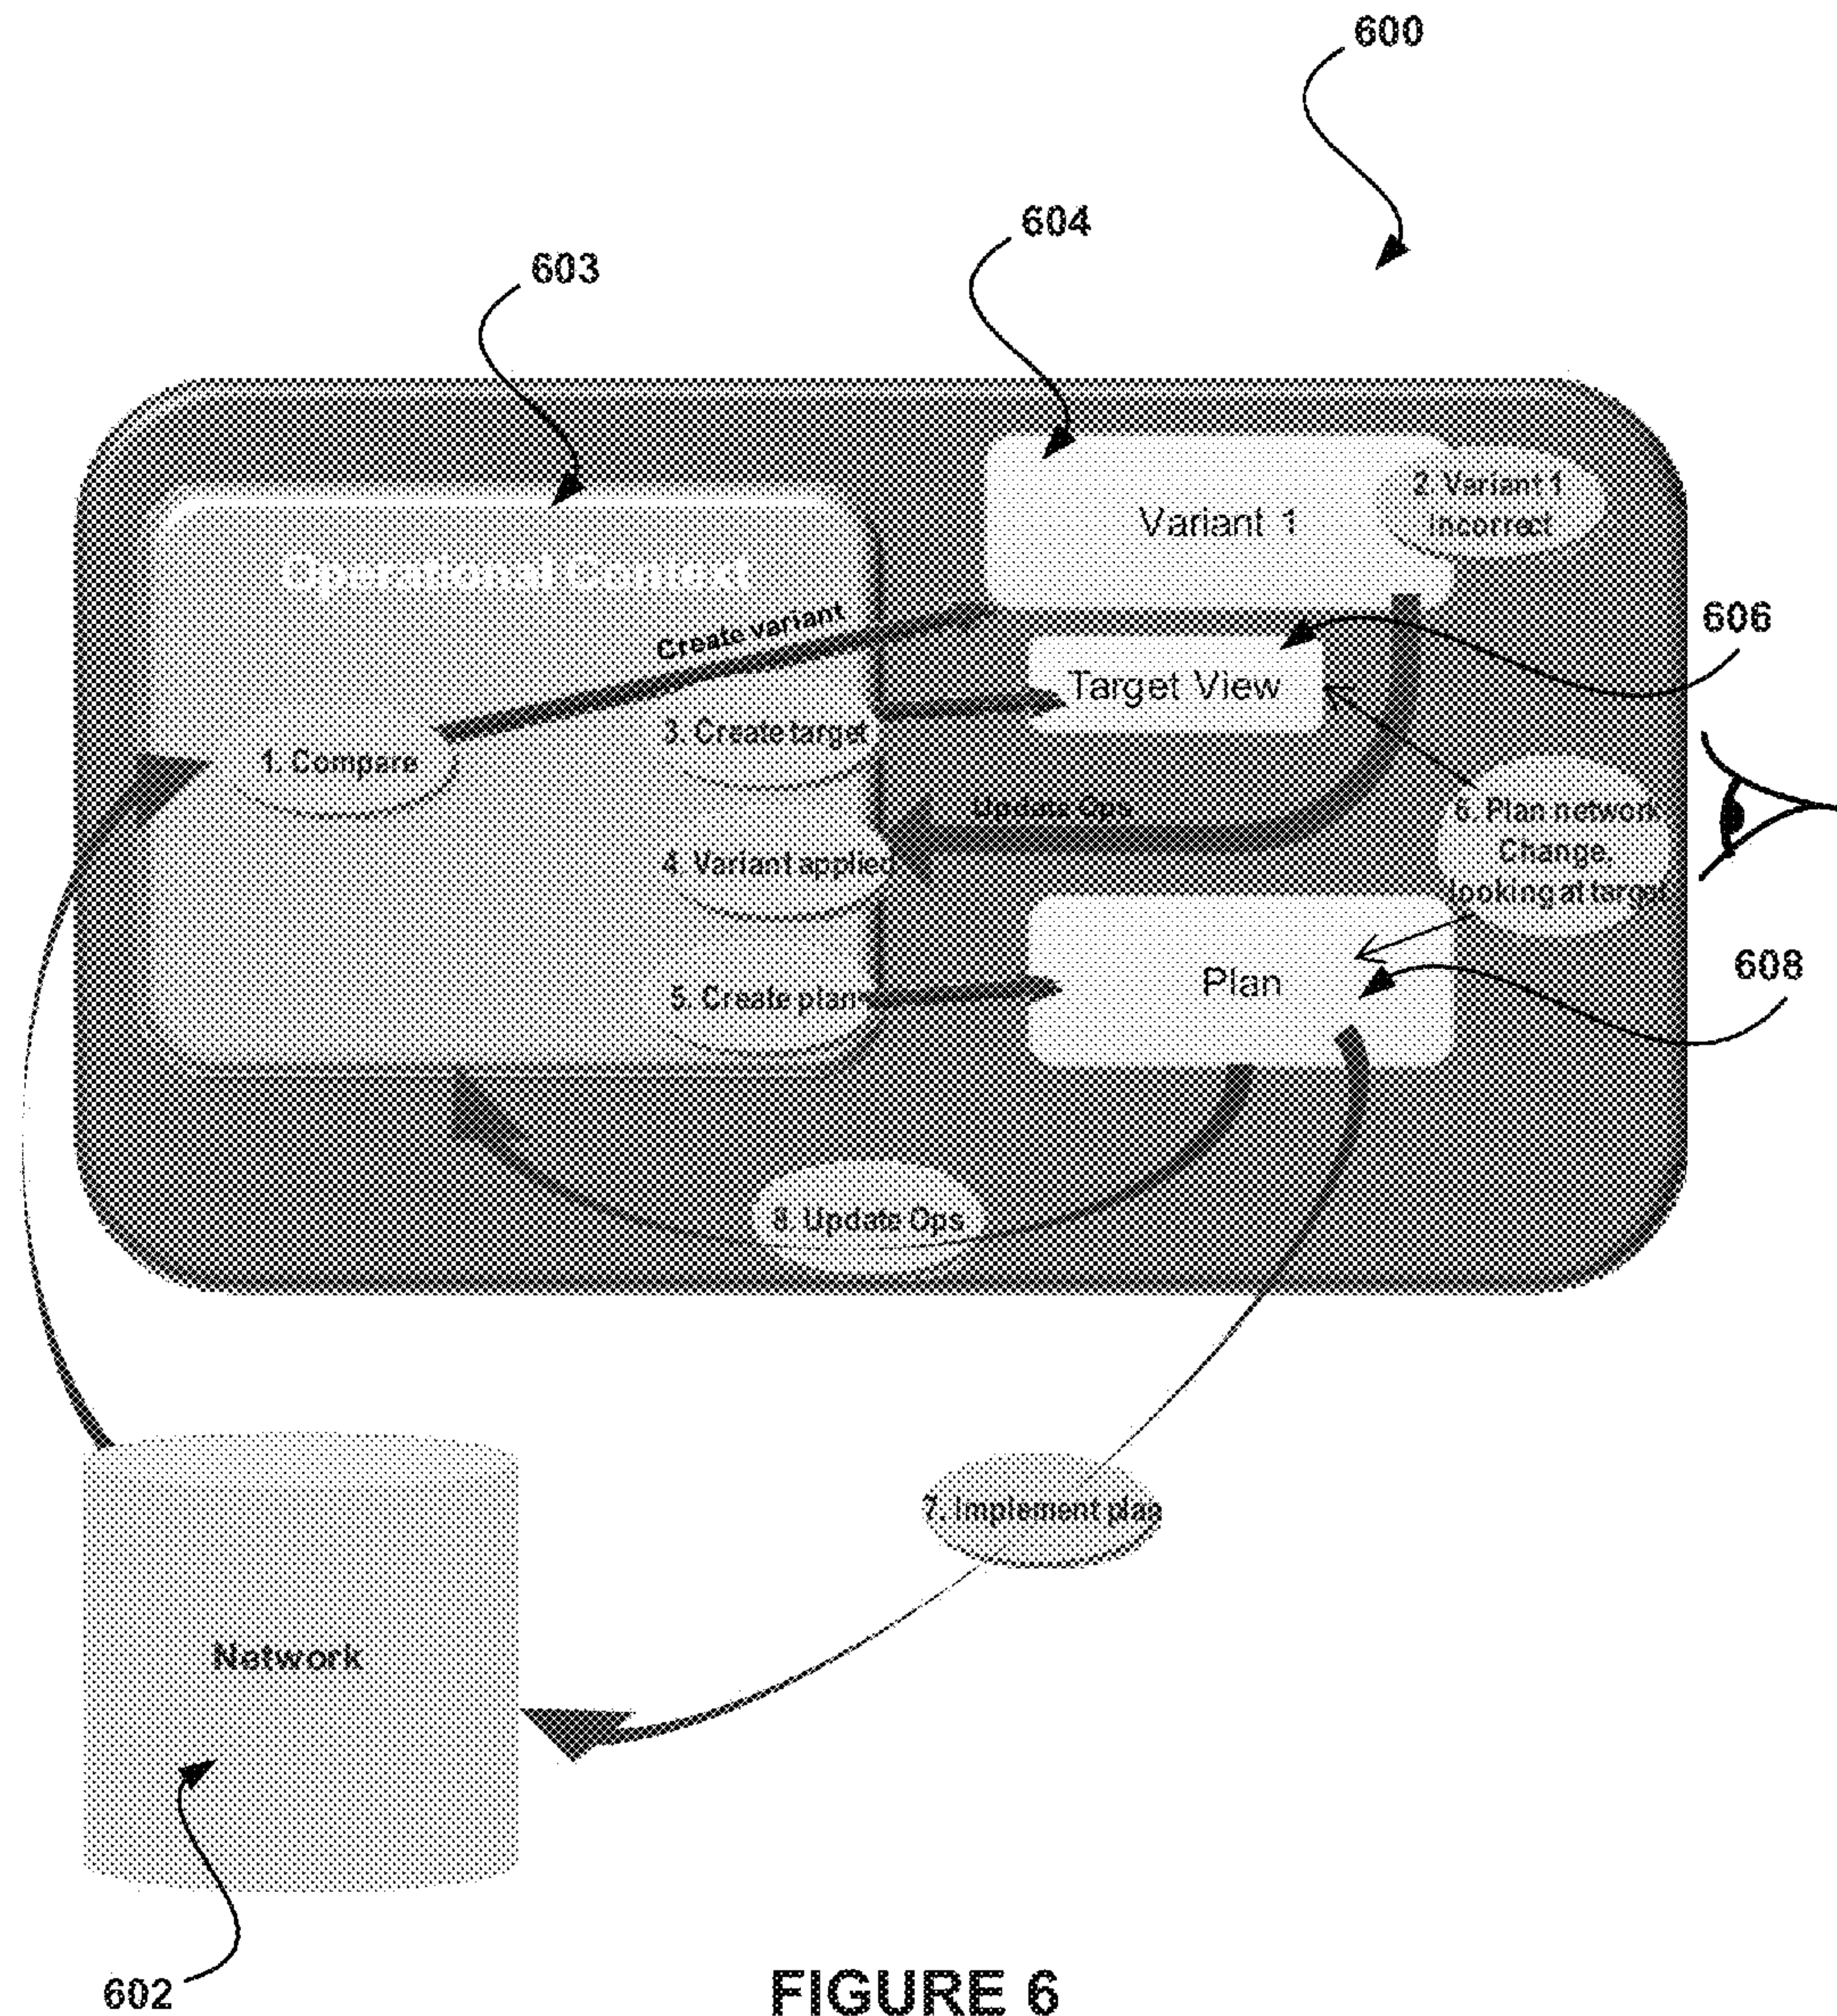 600
604
603
Operational Context
Variant 1
2. Variant 1
incorrect
606
Create variant
Target View
3. Create target
1. Compare
Update Ops
6. Plan network
Change,
looking at target
4. Variant applied
608
Plan
5. Create plan
8. Update Ops
7. Implement plan
Network
602
FIGURE 6